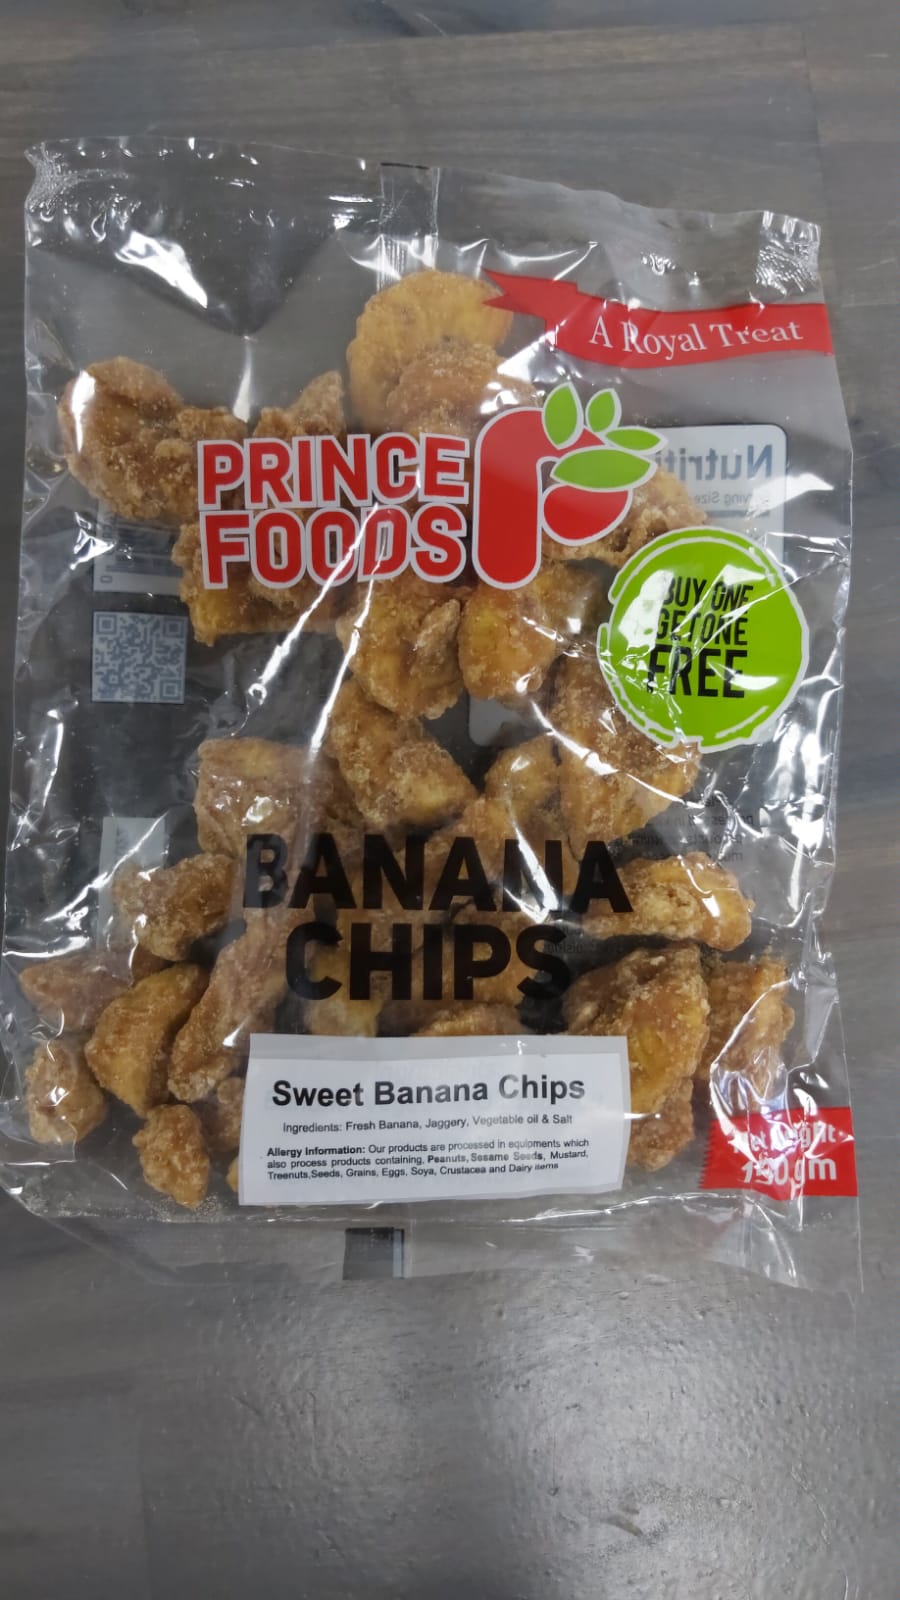 A Royal Treat
PRINCE
FOODS
BUY ONE
GET ONE
FREE
BANANA
CHIPS
Sweet Banana Chips
Ingredients: Fresh Banana, Jaggery, Vegetable oil & Salt
Allergy Information: Our products are processed in equipments which
also process products containing, Peanuts, Sesame Seeds, Mustard,
Treenuts,Seeds, Grains, Eggs, Soya, Crustacea and Dairy items
Net Weight